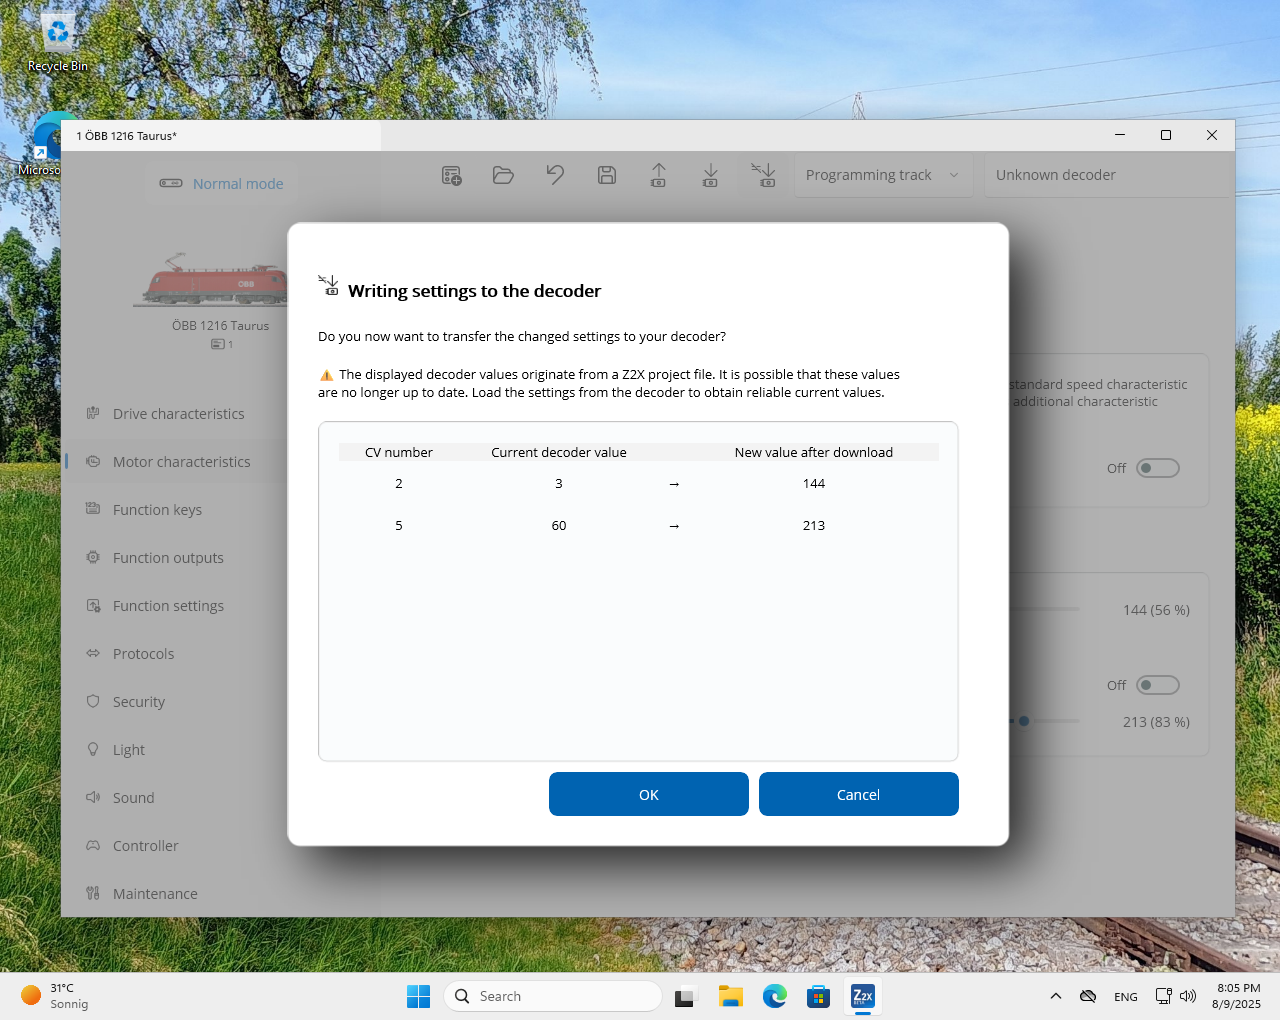 Recycle Bin
1 ÖBB 1216 Taurus*
Normal mode
Programming track
Unknown decoder
ÖBB
ÖBB 1216 Taurus
1
Drive characteristics
Motor characteristics
Function keys
Function outputs
Function settings
Protocols
Security
Light
Sound
Controller
Maintenance
standard speed characteristic
additional characteristic
Off
144 (56 %)
Off
213 (83 %)
Writing settings to the decoder
Do you now want to transfer the changed settings to your decoder?
The displayed decoder values originate from a Z2X project file. It is possible that these values
are no longer up to date. Load the settings from the decoder to obtain reliable current values.
CV number Current decoder value New value after download
2 3 → 144
5 60 → 213
OK Cancel
31°C
Sonnig
Search
Z2X
BETA
ENG
8:05 PM
8/9/2025